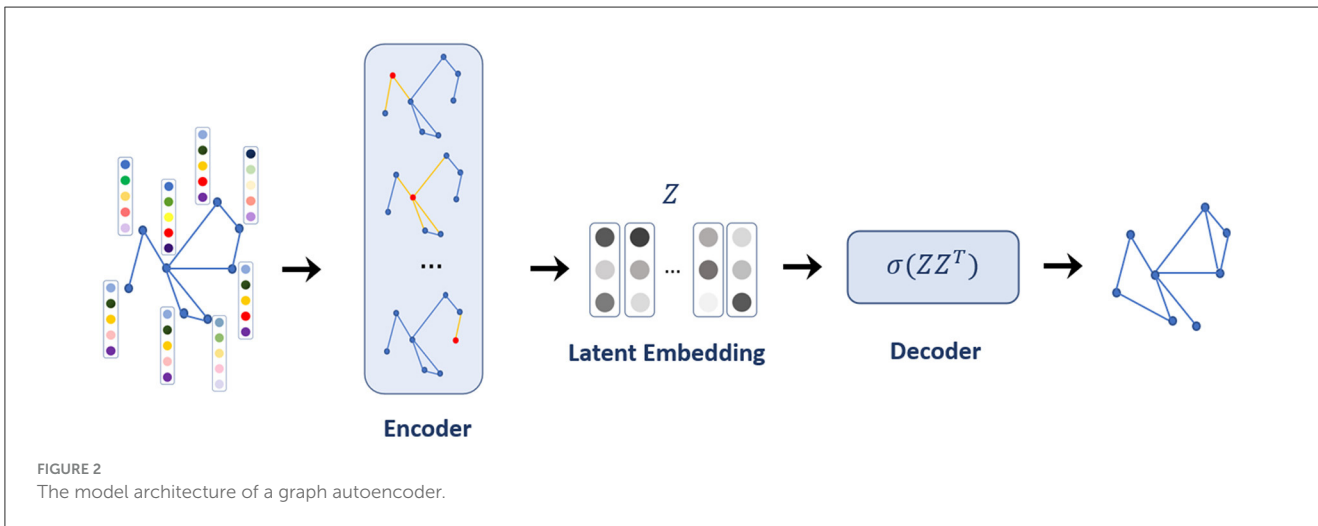 ...
Encoder
Z
...
Latent Embedding
σ(ZZ^T)
Decoder
FIGURE 2
The model architecture of a graph autoencoder.